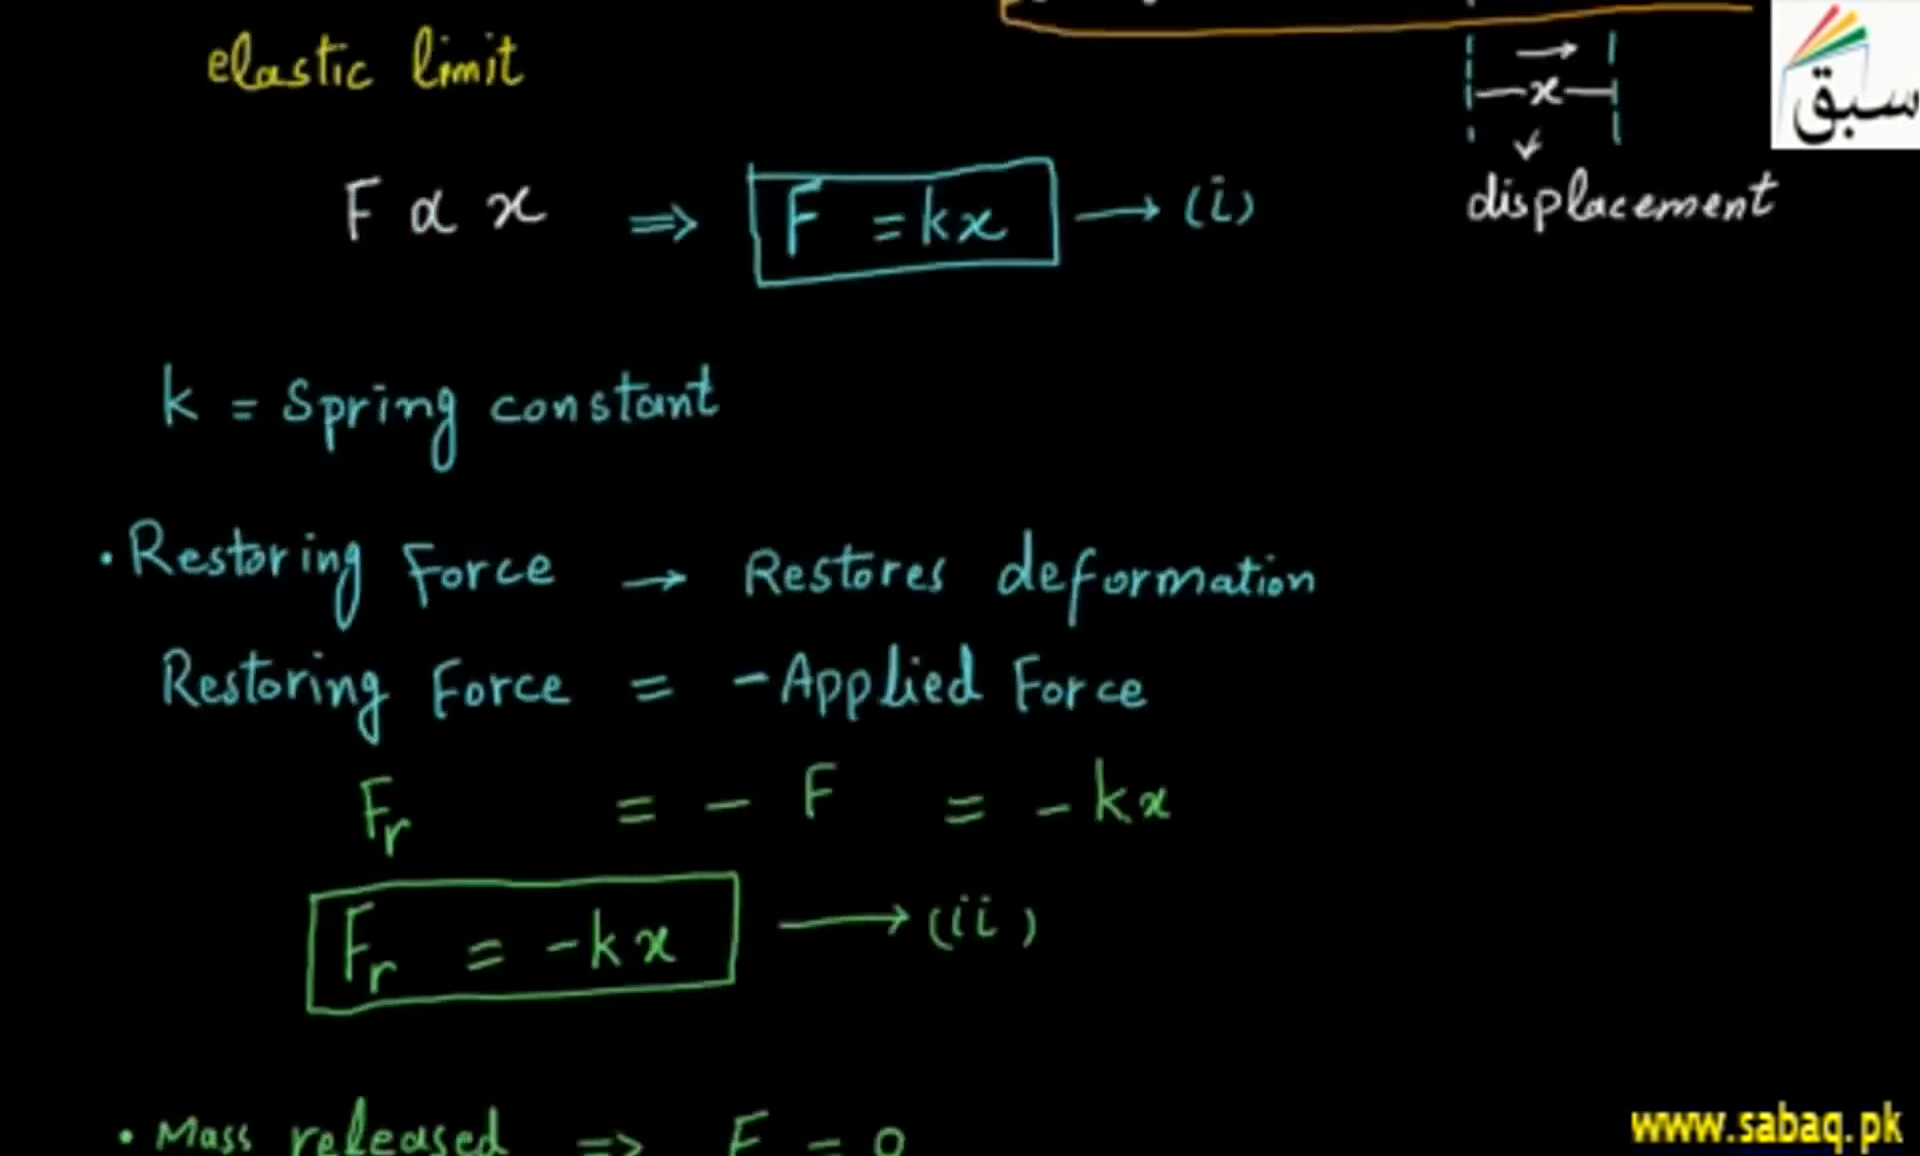 elastic limit
x
سبق
displacement
F α x ⇒ F = kx → (i)
k = Spring constant
• Restoring Force → Restores deformation
Restoring Force = - Applied Force
Fr = - F = - kx
Fr = -kx → (ii)
• Mass released => F = 0
www.sabaq.pk